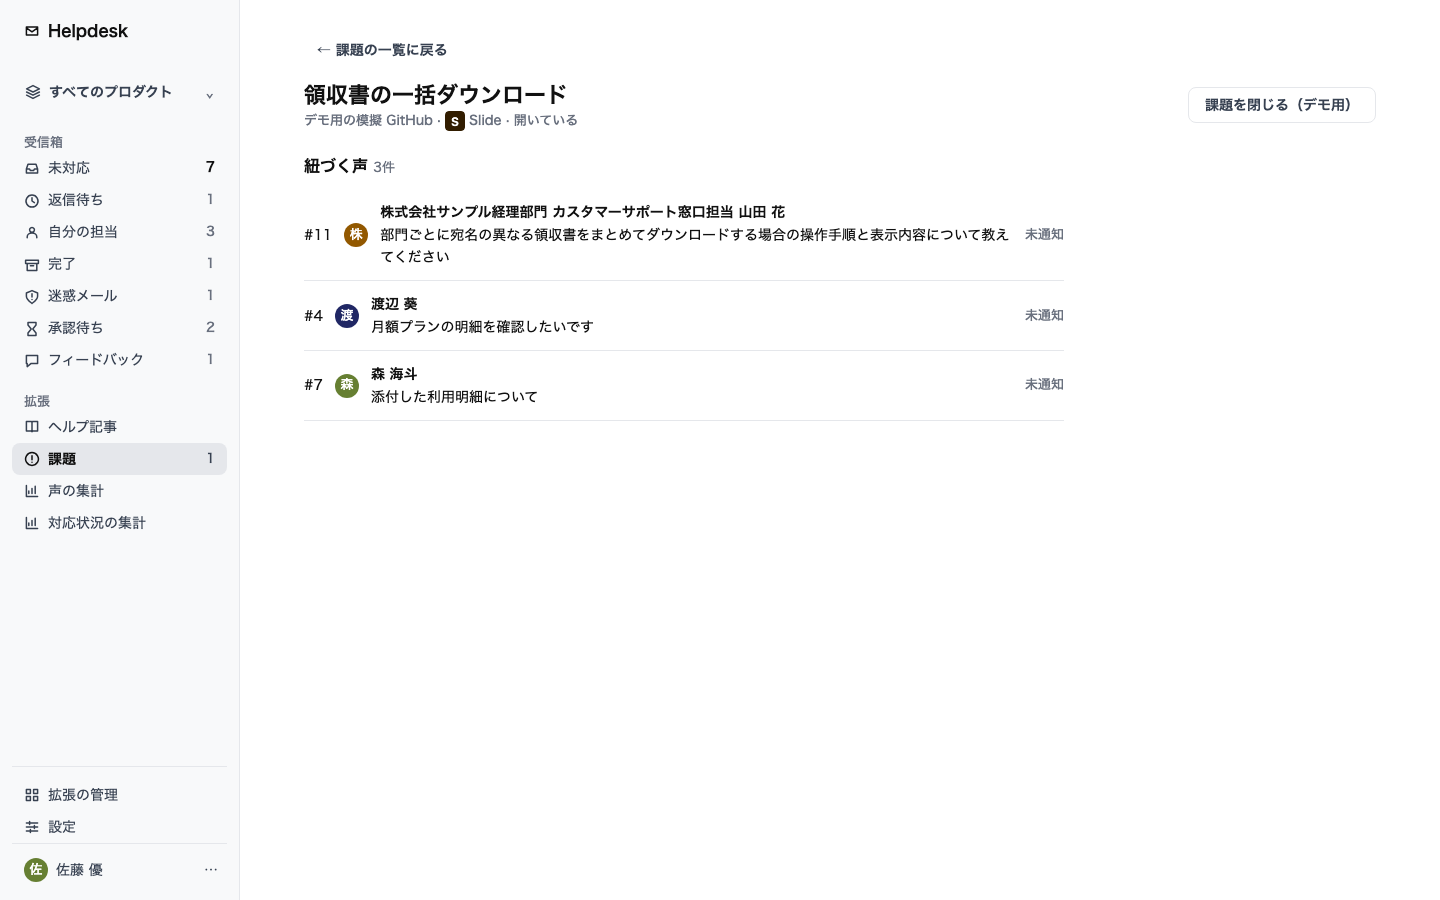 Helpdesk
すべてのプロダクト
受信箱
未対応 7
返信待ち 1
自分の担当 3
完了 1
迷惑メール 1
承認待ち 2
フィードバック 1
拡張
ヘルプ記事
課題 1
声の集計
対応状況の集計
拡張の管理
設定
佐 佐藤 優 …
← 課題の一覧に戻る
領収書の一括ダウンロード
課題を閉じる（デモ用）
デモ用の模擬 GitHub · S Slide · 開いている
紐づく声 3件
株式会社サンプル経理部門 カスタマーサポート窓口担当 山田 花
#11 株 部門ごとに宛名の異なる領収書をまとめてダウンロードする場合の操作手順と表示内容について教え 未通知
てください
渡辺 葵
#4 渡 月額プランの明細を確認したいです 未通知
森 海斗
#7 森 添付した利用明細について 未通知